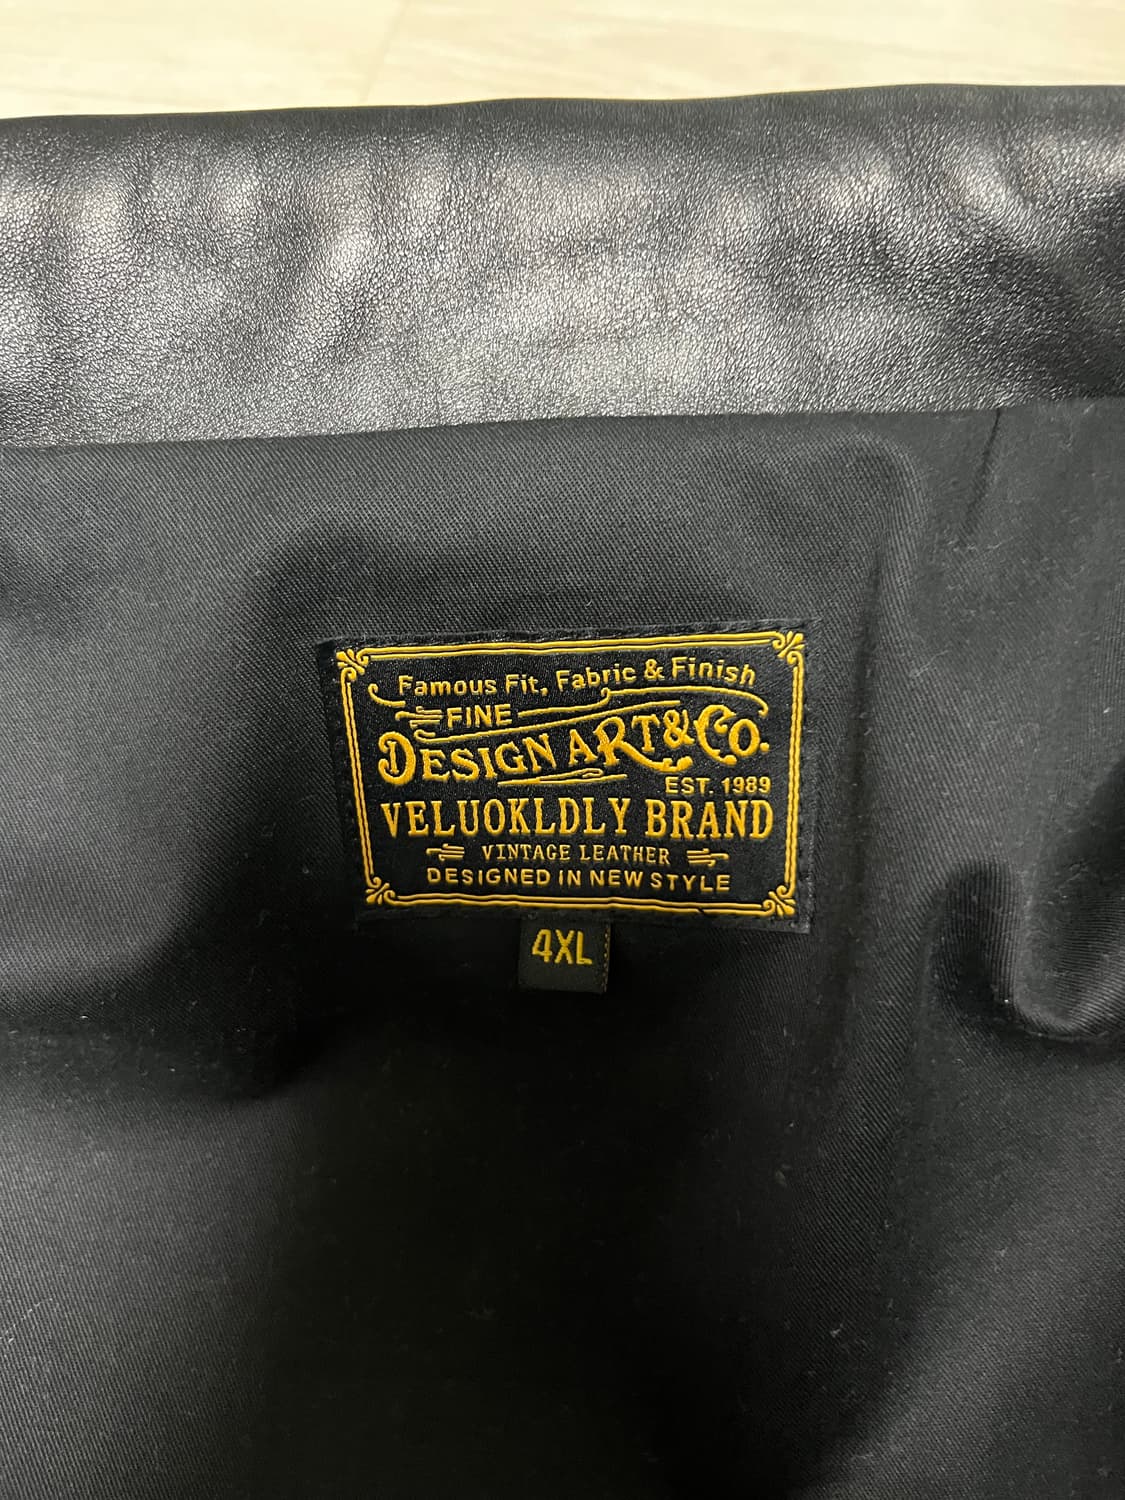 Famous Fit, Fabric & Finish
FINE
DESIGN ART & CO.
EST. 1989
VELUOKLDLY BRAND
VINTAGE LEATHER
DESIGNED IN NEW STYLE
4XL